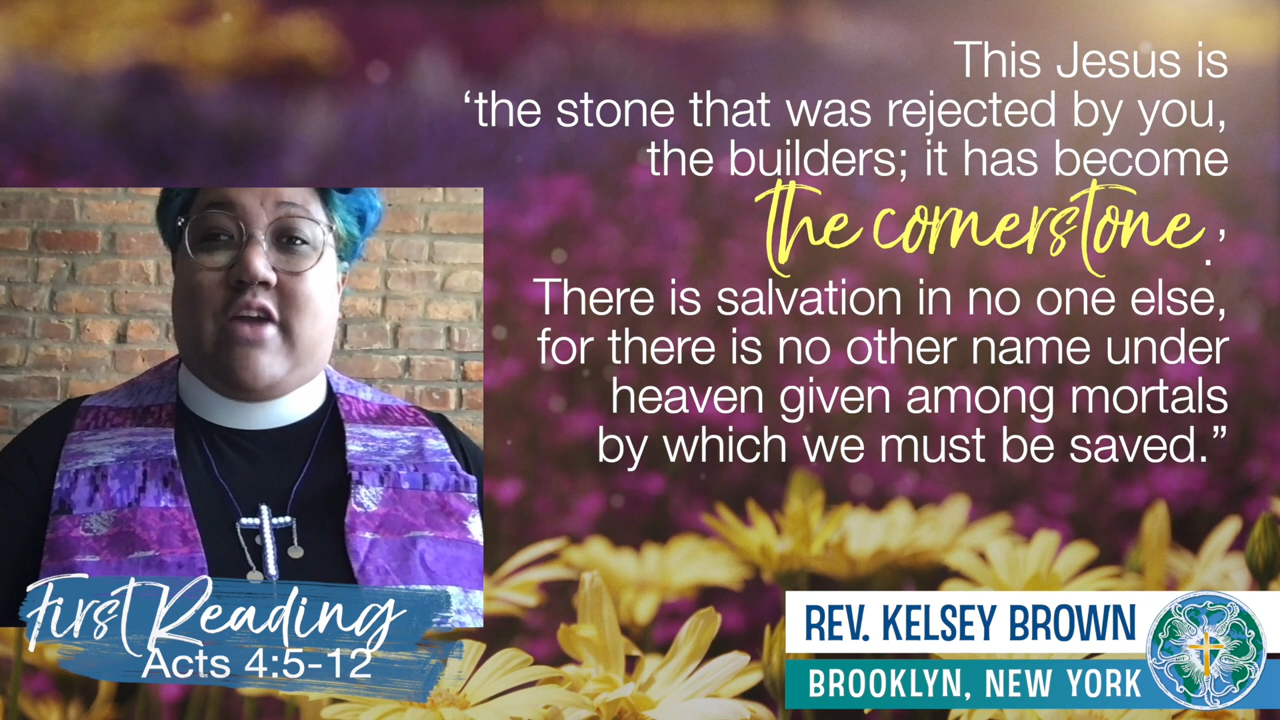 This Jesus is
‘the stone that was rejected by you,
the builders; it has become
the cornerstone.’
There is salvation in no one else,
for there is no other name under
heaven given among mortals
by which we must be saved.”
First Reading
Acts 4:5-12
REV. KELSEY BROWN
BROOKLYN, NEW YORK